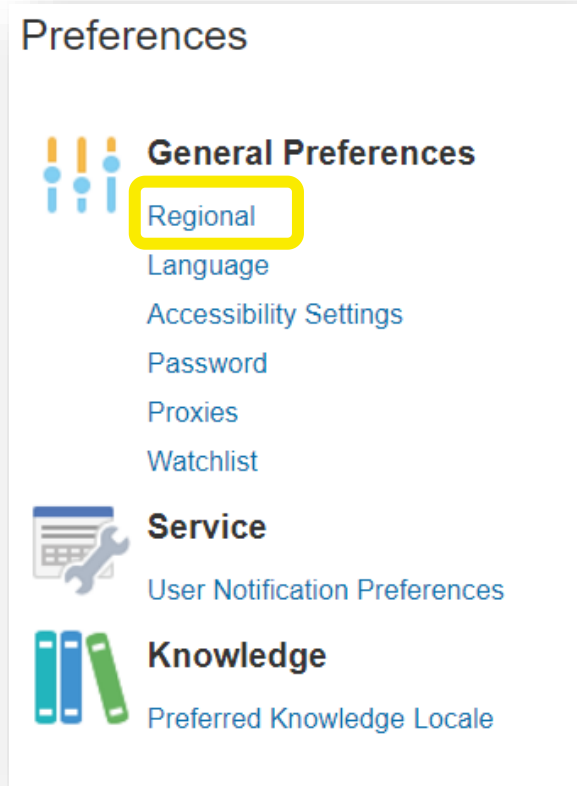 Preferences
General Preferences
Regional
Language
Accessibility Settings
Password
Proxies
Watchlist
Service
User Notification Preferences
Knowledge
Preferred Knowledge Locale